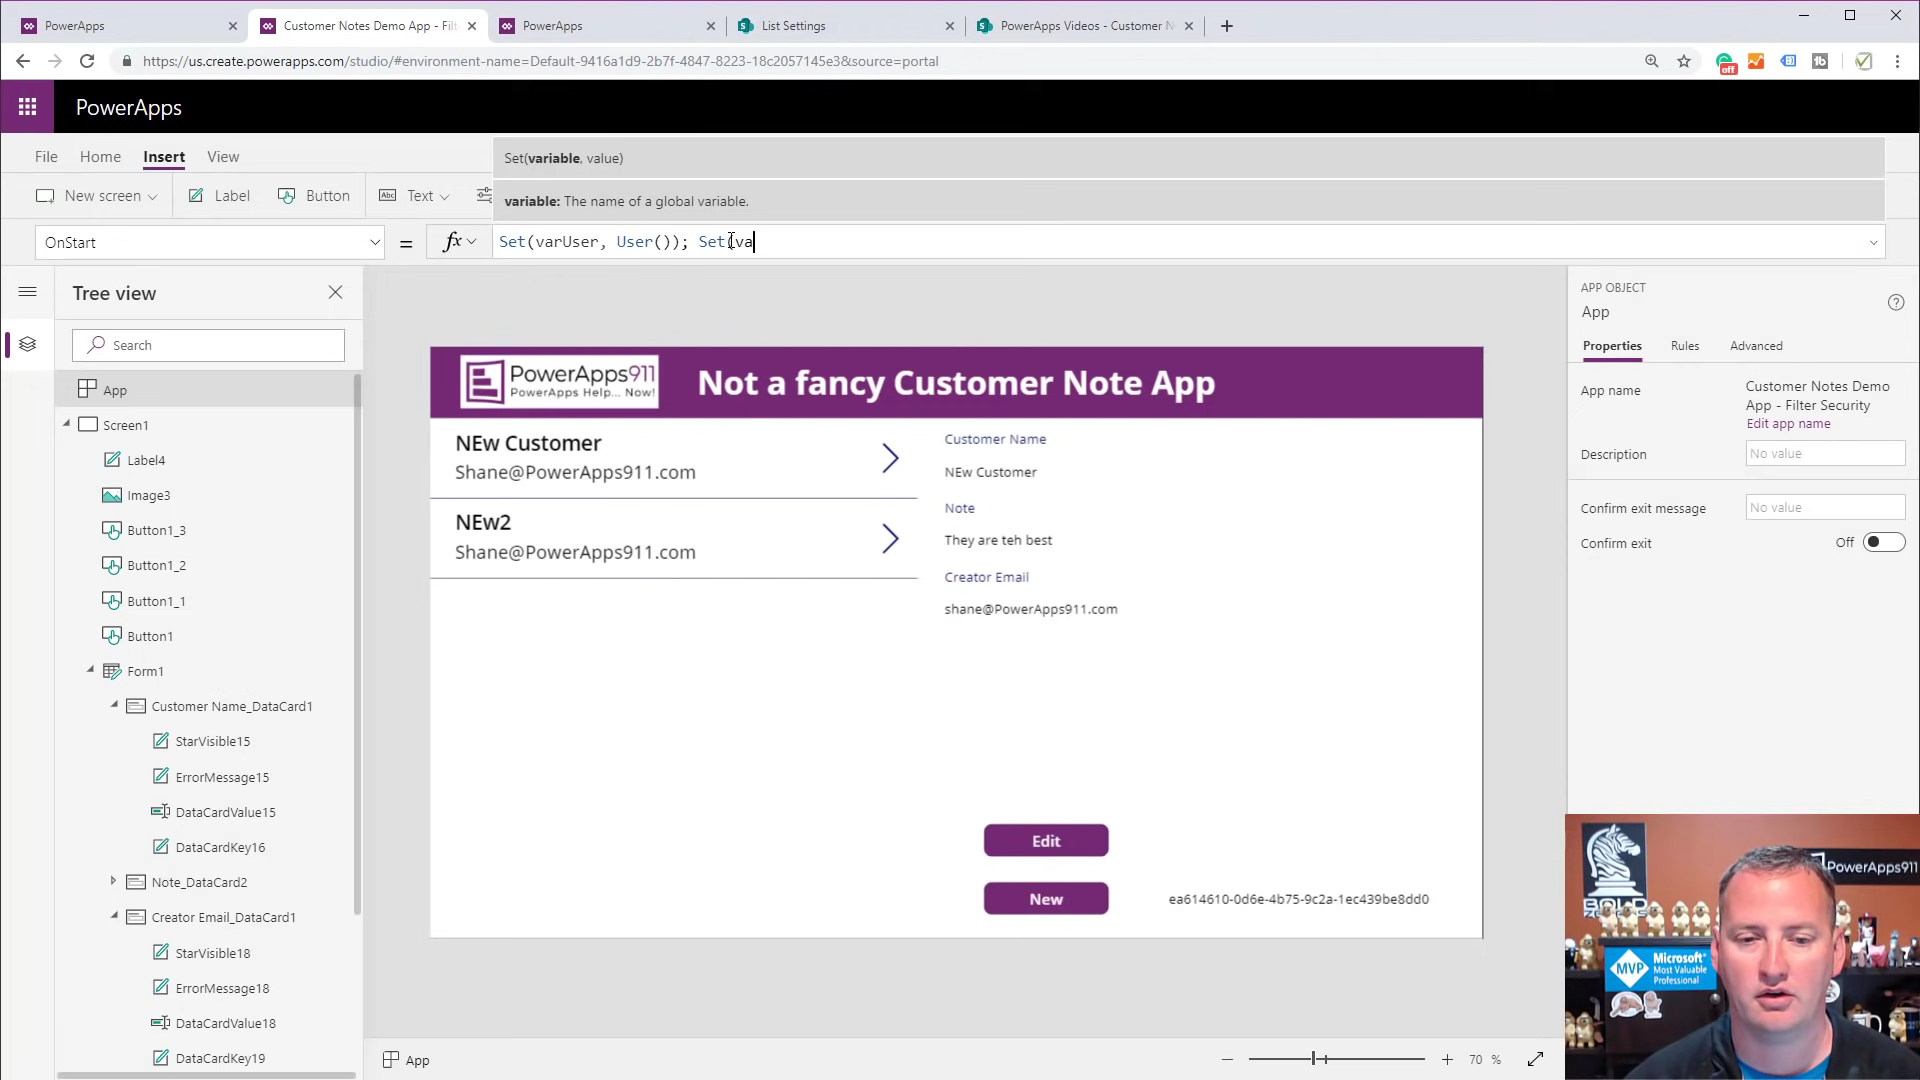 PowerApps
Customer Notes Demo App - Filt
PowerApps
List Settings
PowerApps Videos - Customer N
https://us.create.powerapps.com/studio/#environment-name=Default-9416a1d9-2b7f-4847-8223-18c2057145e3&source=portal
off
PowerApps
File
Home
Insert
View
Set(variable, value)
New screen
Label
Button
Abc
Text
variable: The name of a global variable.
OnStart
=
fx
Set(varUser, User()); Set(va
Tree view
Search
App
Screen1
Label4
Image3
Button1_3
Button1_2
Button1_1
Button1
Form1
Customer Name_DataCard1
StarVisible15
ErrorMessage15
DataCardValue15
DataCardKey16
Note_DataCard2
Creator Email_DataCard1
StarVisible18
ErrorMessage18
DataCardValue18
DataCardKey19
PowerApps911
PowerApps Help... Now!
Not a fancy Customer Note App
NEw Customer
Shane@PowerApps911.com
NEw2
Shane@PowerApps911.com
Customer Name
NEw Customer
Note
They are teh best
Creator Email
shane@PowerApps911.com
Edit
New
ea614610-0d6e-4b75-9c2a-1ec439be8dd0
App
70 %
APP OBJECT
App
Properties
Rules
Advanced
App name
Customer Notes Demo
App - Filter Security
Edit app name
Description
No value
Confirm exit message
No value
Confirm exit
Off
PowerApps911
BOLD
MVP
Microsoft
Most Valuable
Professional